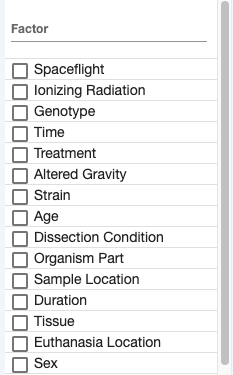 Factor
Spaceflight
Ionizing Radiation
Genotype
Time
Treatment
Altered Gravity
Strain
Age
Dissection Condition
Organism Part
Sample Location
Duration
Tissue
Euthanasia Location
Sex